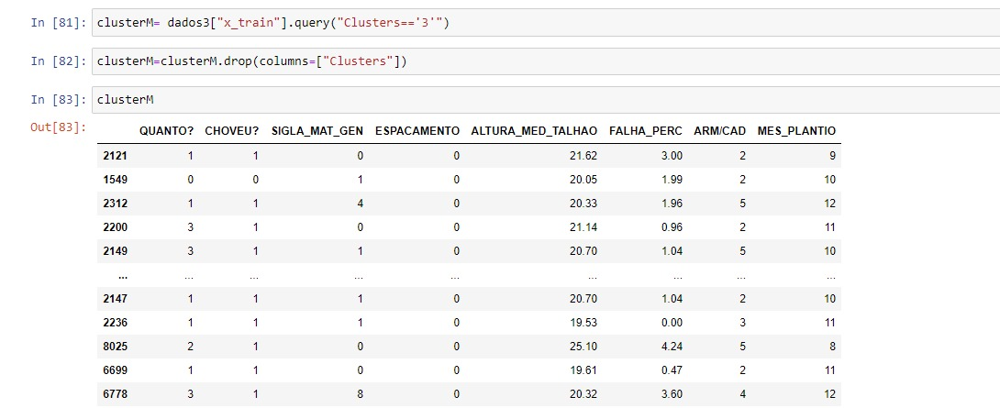 In [81]: clusterM= dados3["x_train"].query("Clusters=='3'")
In [82]: clusterM=clusterM.drop(columns=["Clusters"])
In [83]: clusterM
Out[83]:
QUANTO? CHOVEU? SIGLA_MAT_GEN ESPACAMENTO ALTURA_MED_TALHAO FALHA_PERC ARM/CAD MES_PLANTIO
2121 1 1 0 0 21.62 3.00 2 9
1549 0 0 1 0 20.05 1.99 2 10
2312 1 1 4 0 20.33 1.96 5 12
2200 3 1 0 0 21.14 0.96 2 11
2149 3 1 1 0 20.70 1.04 5 10
... ... ... ... ... ... ... ... ...
2147 1 1 1 0 20.70 1.04 2 10
2236 1 1 1 0 19.53 0.00 3 11
8025 2 1 0 0 25.10 4.24 5 8
6699 1 1 0 0 19.61 0.47 2 11
6778 3 1 8 0 20.32 3.60 4 12